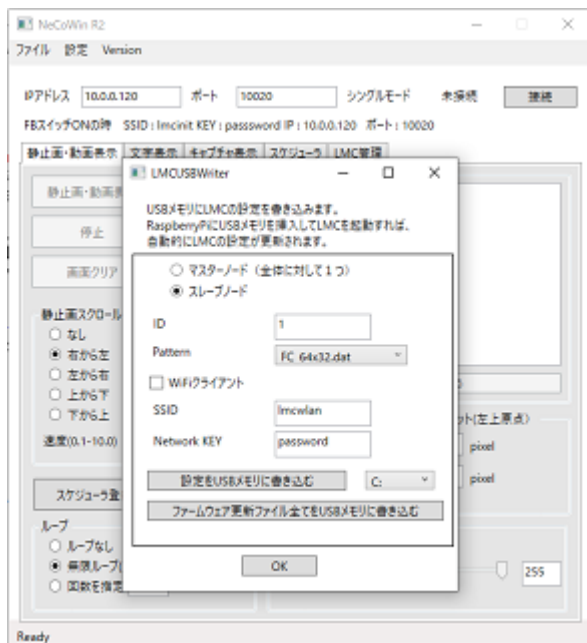 NeCoWin R2
ファイル 設定 Version
IPアドレス 10.0.0.120 ポート 10020 シングルモード 未接続 接続
FBスイッチONの時 SSID : lmcinit KEY : passsword IP : 10.0.0.120 ポート : 10020
静止画・動画表示 文字表示 キャプチャ表示 スケジューラ LMC管理
静止画・動画
停止
画面クリア
静止画スクロール
なし
右から左
左から右
上から下
下から上
速度(0.1-10.0)
スケジューラ登
ループ
ループなし
無限ループ(
回数を指定
LMCUSBWriter
USBメモリにLMCの設定を書き込みます。
RaspberryPiにUSBメモリを挿入してLMCを起動すれば、
自動的にLMCの設定が更新されます。
マスターノード（全体に対して１つ）
スレーブノード
ID 1
Pattern FC_64x32.dat
WiFiクライアント
SSID lmcwlan
Network KEY password
設定をUSBメモリに書き込む C:
ファームウェア更新ファイル全てをUSBメモリに書き込む
OK
ット(左上原点)
pixel
pixel
255
Ready